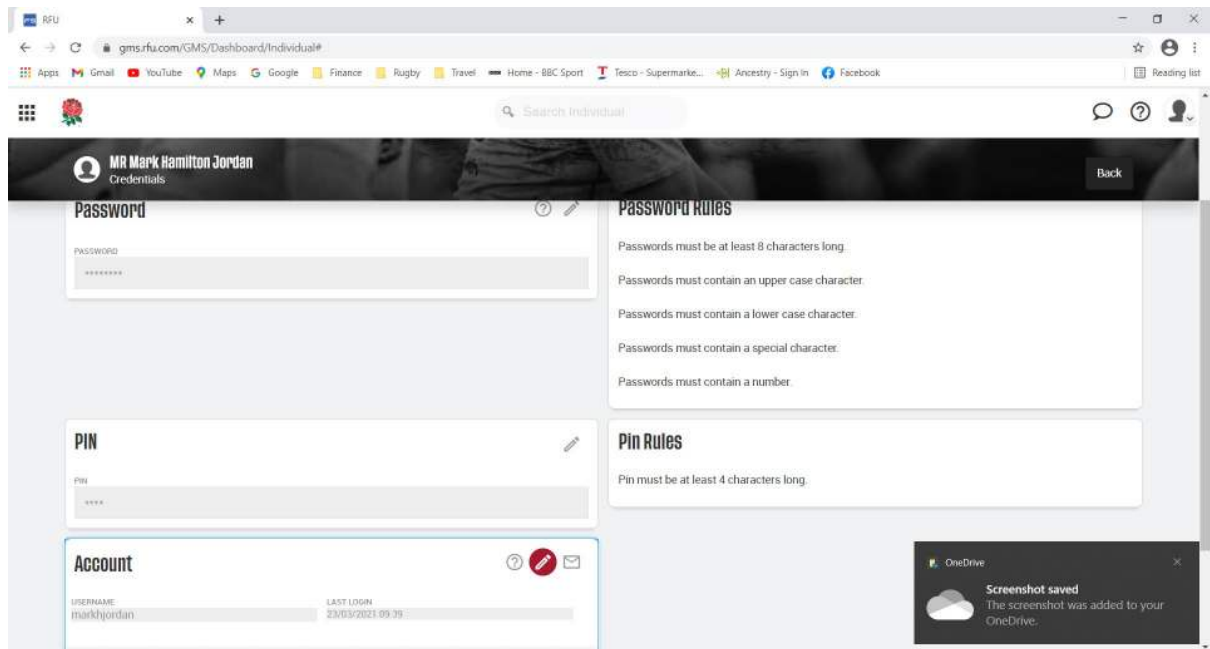 RFU
gms.rfu.com/GMS/Dashboard/Individual#
Apps Gmail YouTube Maps Google Finance Rugby Travel Home - BBC Sport Tesco - Supermarke... Ancestry - Sign In Facebook Reading list
Search Individual
MR Mark Hamilton Jordan
Credentials
Back
Password
PASSWORD
********
Password Rules
Passwords must be at least 8 characters long.
Passwords must contain an upper case character.
Passwords must contain a lower case character.
Passwords must contain a special character.
Passwords must contain a number.
PIN
PIN
****
Pin Rules
Pin must be at least 4 characters long.
Account
USERNAME LAST LOGIN
markhjordan 23/03/2021 09:39
OneDrive
Screenshot saved
The screenshot was added to your
OneDrive.